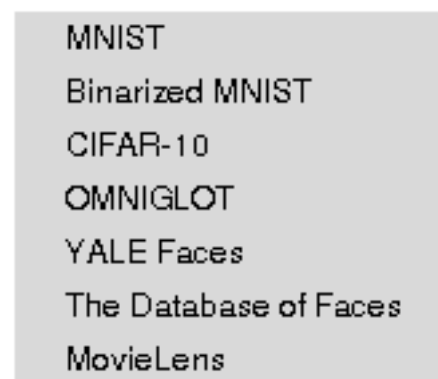 MNIST
Binarized MNIST
CIFAR-10
OMNIGLOT
YALE Faces
The Database of Faces
MovieLens